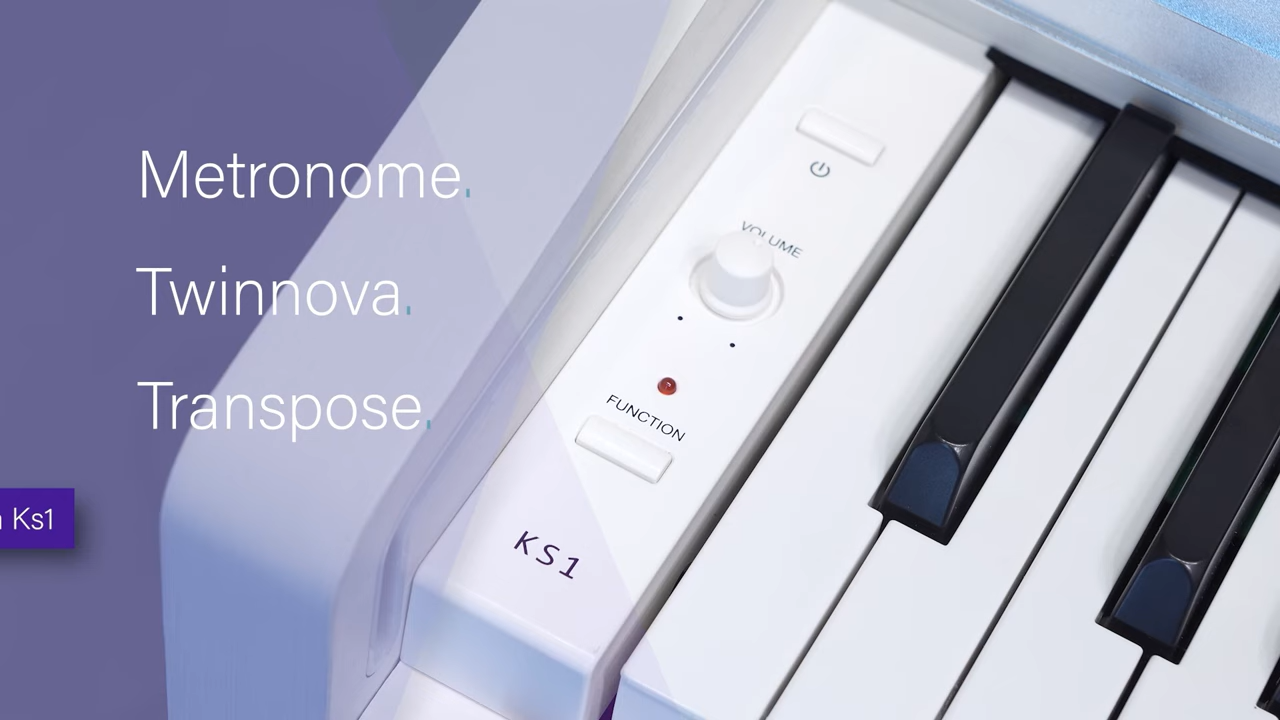 Metronome.
Twinnova.
Transpose.
Ks1
VOLUME
FUNCTION
KS1